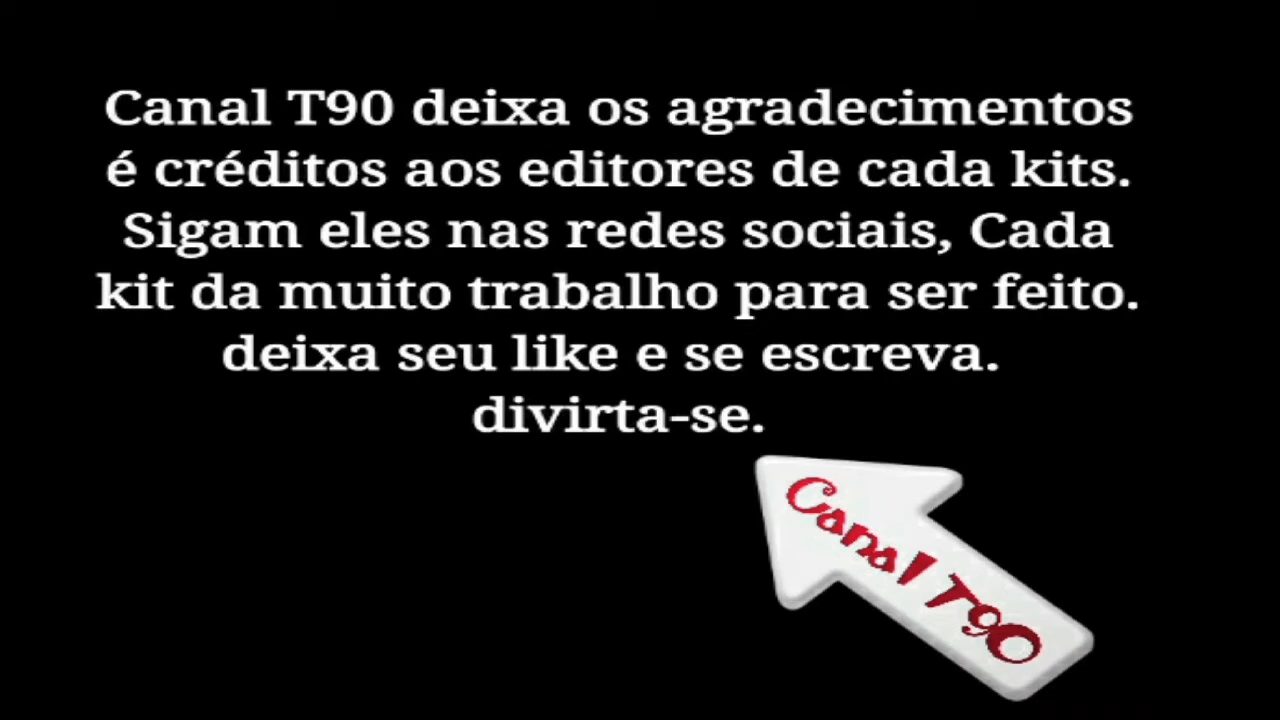 Canal T90 deixa os agradecimentos
é créditos aos editores de cada kits.
Sigam eles nas redes sociais, Cada
kit da muito trabalho para ser feito.
deixa seu like e se escreva.
divirta-se.
Canal T90